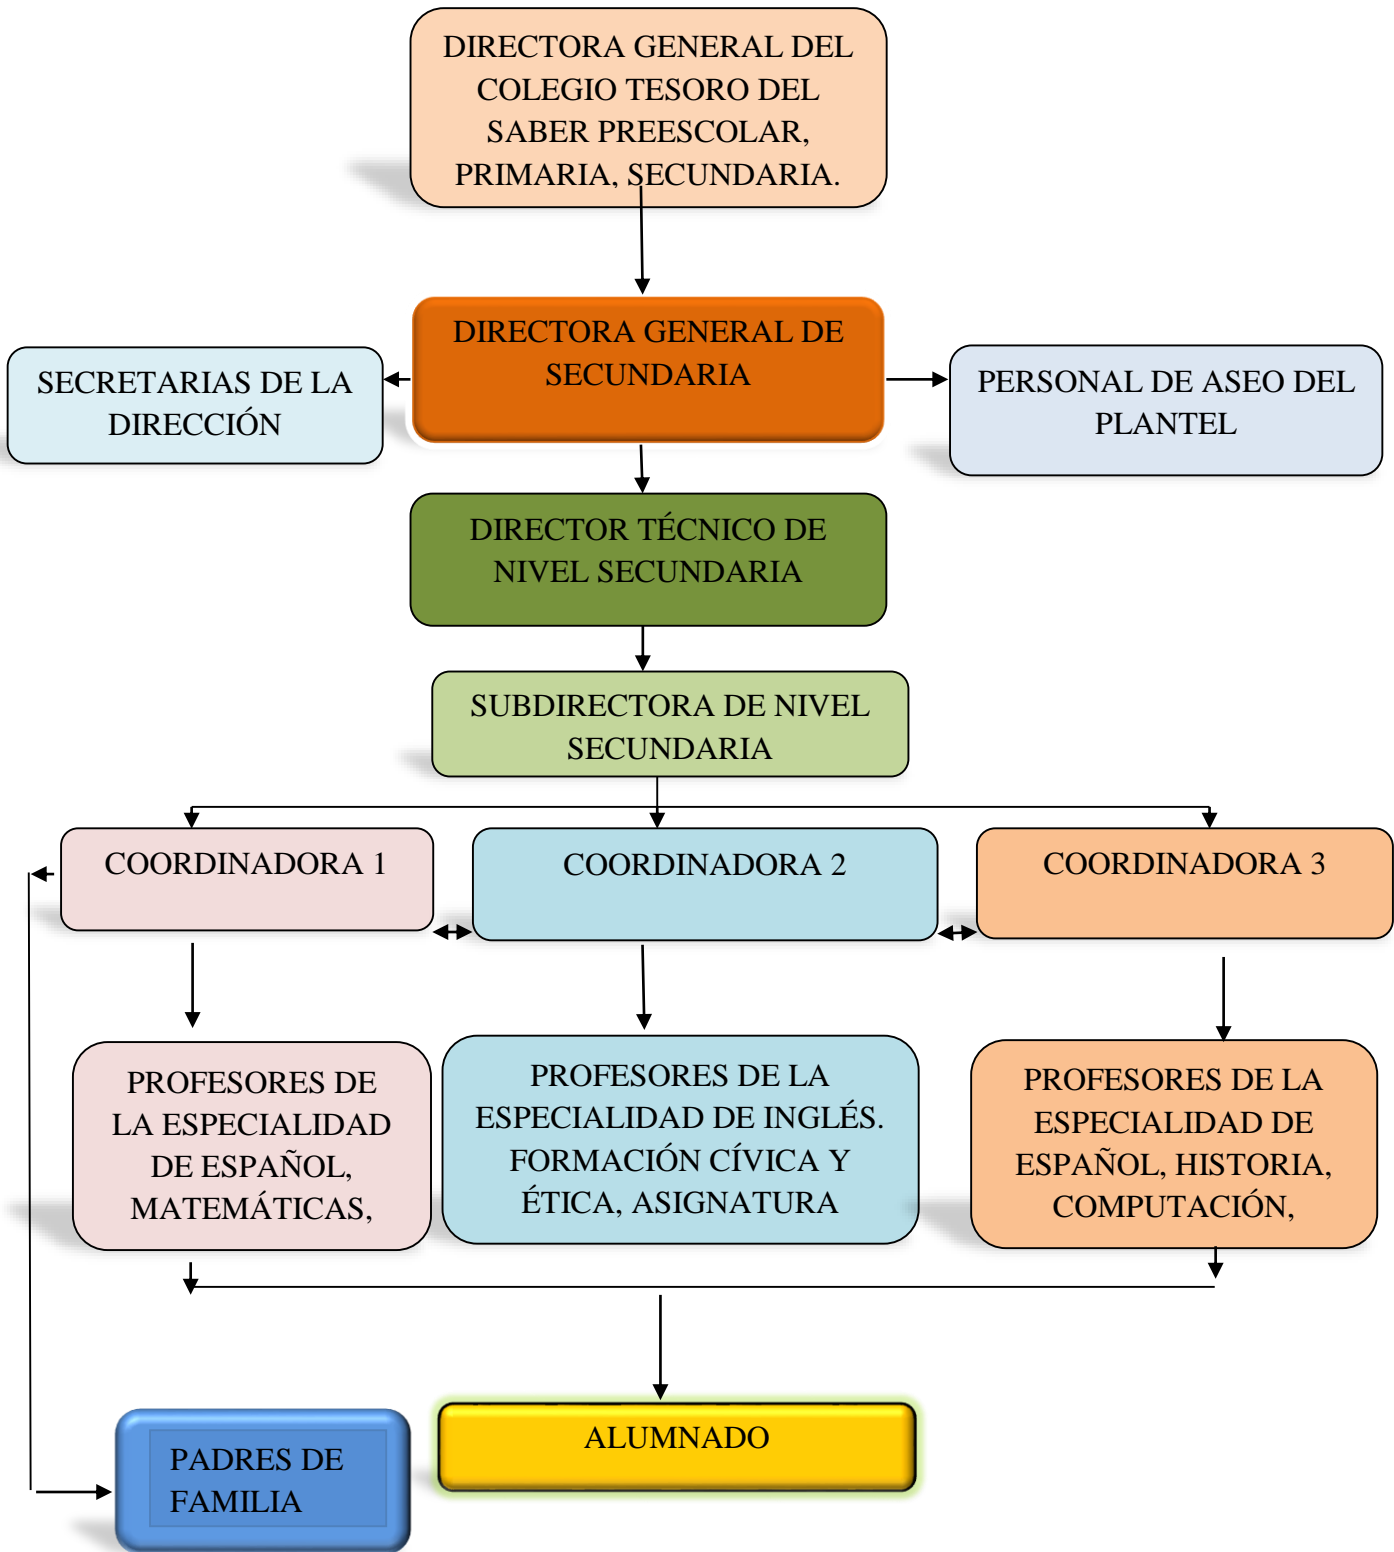 DIRECTORA GENERAL DEL
COLEGIO TESORO DEL
SABER PREESCOLAR,
PRIMARIA, SECUNDARIA.
DIRECTORA GENERAL DE
SECUNDARIA
SECRETARIAS DE LA
DIRECCIÓN
PERSONAL DE ASEO DEL
PLANTEL
DIRECTOR TÉCNICO DE
NIVEL SECUNDARIA
SUBDIRECTORA DE NIVEL
SECUNDARIA
COORDINADORA 1
COORDINADORA 2
COORDINADORA 3
PROFESORES DE
LA ESPECIALIDAD
DE ESPAÑOL,
MATEMÁTICAS,
PROFESORES DE LA
ESPECIALIDAD DE INGLÉS.
FORMACIÓN CÍVICA Y
ÉTICA, ASIGNATURA
PROFESORES DE LA
ESPECIALIDAD DE
ESPAÑOL, HISTORIA,
COMPUTACIÓN,
PADRES DE
FAMILIA
ALUMNADO